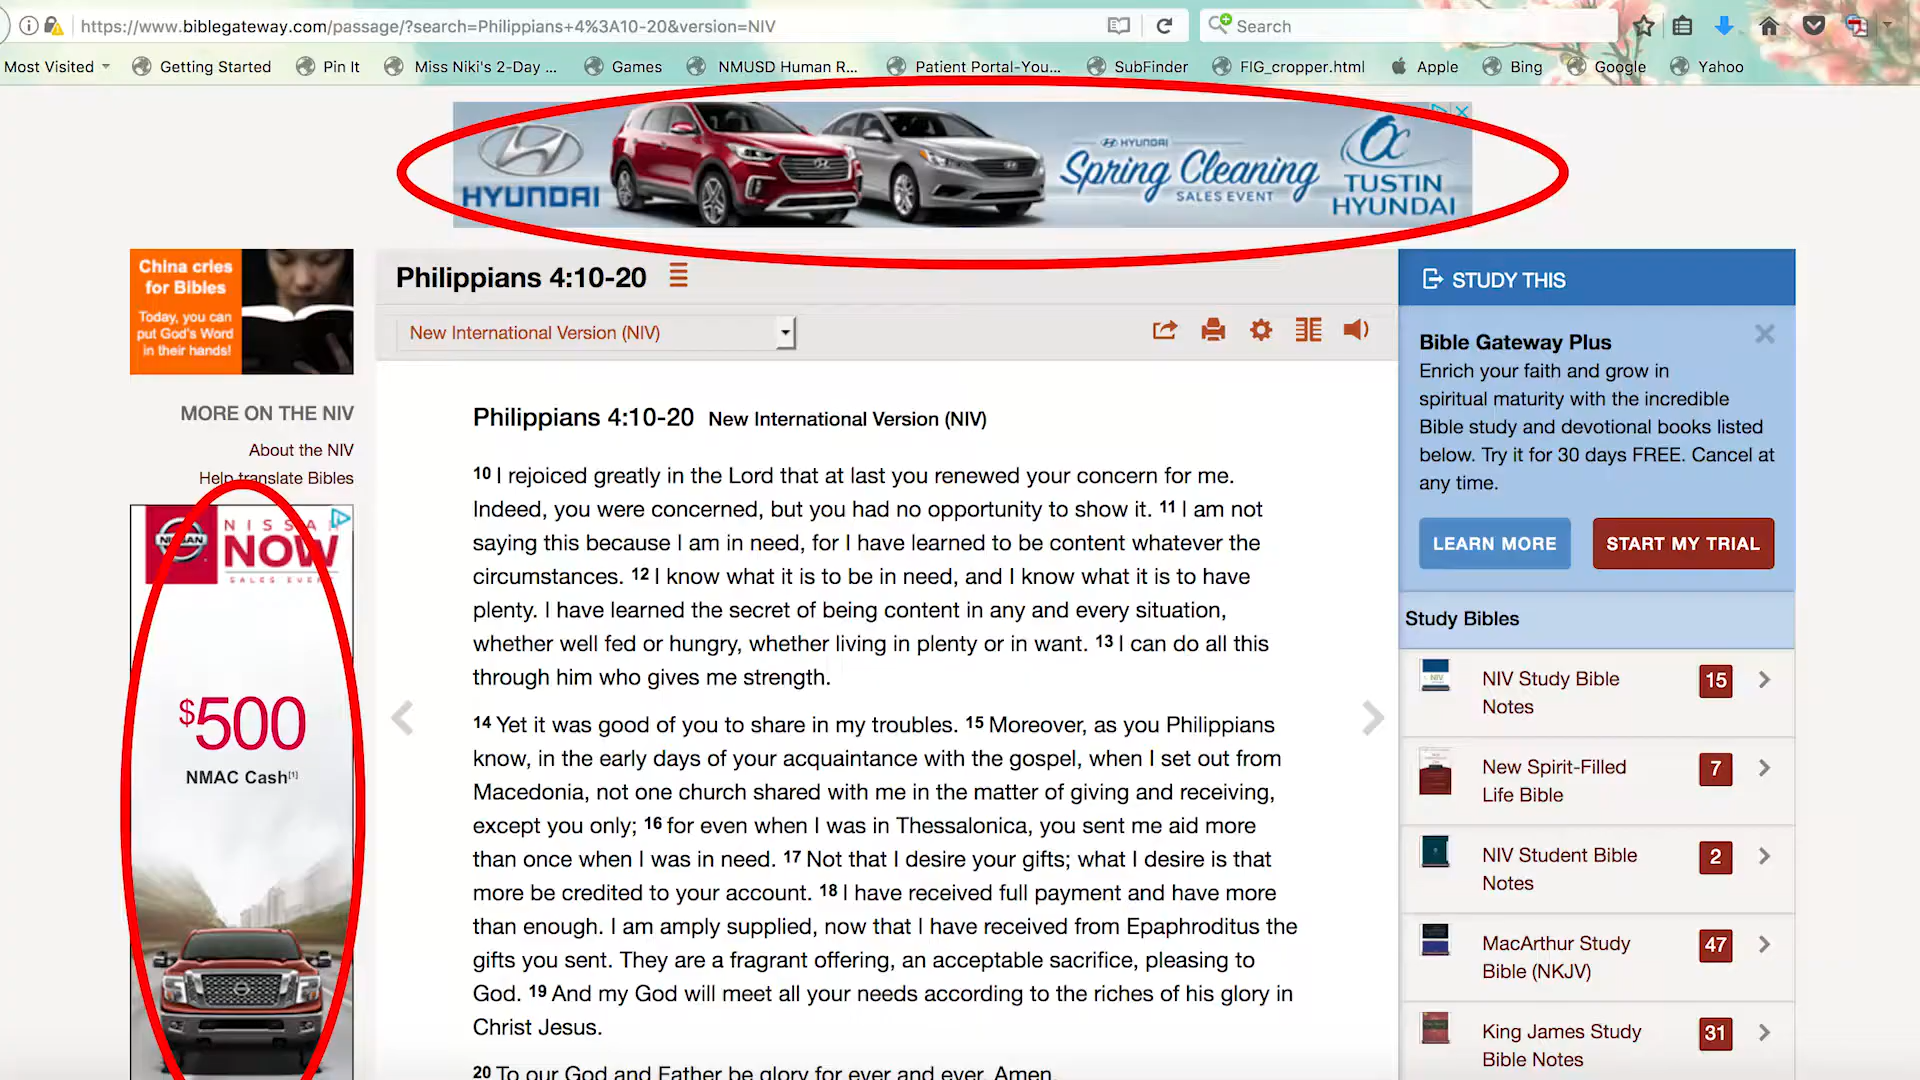 https://www.biblegateway.com/passage/?search=Philippians+4%3A10-20&version=NIV
Search
Most Visited
Getting Started
Pin It
Miss Niki's 2-Day ...
Games
NMUSD Human R...
Patient Portal-You...
SubFinder
FIG_cropper.html
Apple
Bing
Google
Yahoo
HYUNDAI
HYUNDAI
Spring Cleaning
SALES EVENT
TUSTIN
HYUNDAI
China cries
for Bibles
Today, you can
put God's Word
in their hands!
MORE ON THE NIV
About the NIV
Help translate Bibles
NISSAN
NISSAN
NOW
SALES EVENT
$500
NMAC Cash[1]
Philippians 4:10-20
New International Version (NIV)
Philippians 4:10-20 New International Version (NIV)
10 I rejoiced greatly in the Lord that at last you renewed your concern for me.
Indeed, you were concerned, but you had no opportunity to show it. 11 I am not
saying this because I am in need, for I have learned to be content whatever the
circumstances. 12 I know what it is to be in need, and I know what it is to have
plenty. I have learned the secret of being content in any and every situation,
whether well fed or hungry, whether living in plenty or in want. 13 I can do all this
through him who gives me strength.
14 Yet it was good of you to share in my troubles. 15 Moreover, as you Philippians
know, in the early days of your acquaintance with the gospel, when I set out from
Macedonia, not one church shared with me in the matter of giving and receiving,
except you only; 16 for even when I was in Thessalonica, you sent me aid more
than once when I was in need. 17 Not that I desire your gifts; what I desire is that
more be credited to your account. 18 I have received full payment and have more
than enough. I am amply supplied, now that I have received from Epaphroditus the
gifts you sent. They are a fragrant offering, an acceptable sacrifice, pleasing to
God. 19 And my God will meet all your needs according to the riches of his glory in
Christ Jesus.
20 To our God and Father be glory for ever and ever. Amen.
STUDY THIS
Bible Gateway Plus
Enrich your faith and grow in
spiritual maturity with the incredible
Bible study and devotional books listed
below. Try it for 30 days FREE. Cancel at
any time.
LEARN MORE
START MY TRIAL
Study Bibles
NIV Study Bible
Notes
15
New Spirit-Filled
Life Bible
7
NIV Student Bible
Notes
2
MacArthur Study
Bible (NKJV)
47
King James Study
Bible Notes
31